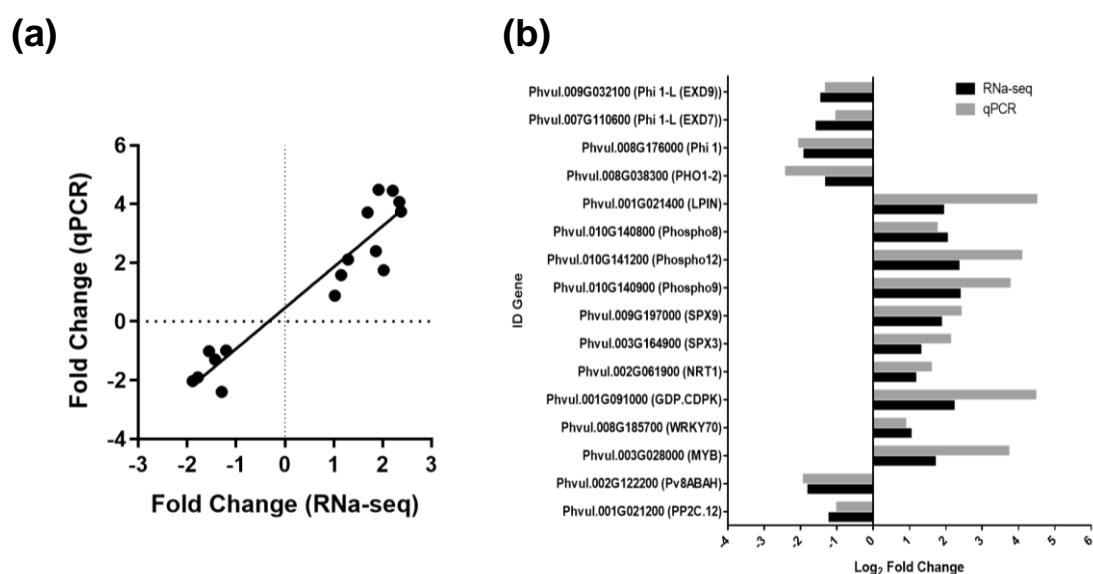 (a)
6
4
2
0
-2
-4
-3 -2 -1 0 1 2 3
Fold Change (qPCR)
Fold Change (RNa-seq)
(b)
RNa-seq
qPCR
Phvul.009G032100 (Phi 1-L (EXD9))
Phvul.007G110600 (Phi 1-L (EXD7))
Phvul.008G176000 (Phi 1)
Phvul.008G038300 (PHO1-2)
Phvul.001G021400 (LPIN)
Phvul.010G140800 (Phospho8)
Phvul.010G141200 (Phospho12)
Phvul.010G140900 (Phospho9)
Phvul.009G197000 (SPX9)
Phvul.003G164900 (SPX3)
Phvul.002G061900 (NRT1)
Phvul.001G091000 (GDP.CDPK)
Phvul.008G185700 (WRKY70)
Phvul.003G028000 (MYB)
Phvul.002G122200 (Pv8ABAH)
Phvul.001G021200 (PP2C.12)
ID Gene
-4 -3 -2 -1 0 1 2 3 4 5 6
Log2 Fold Change